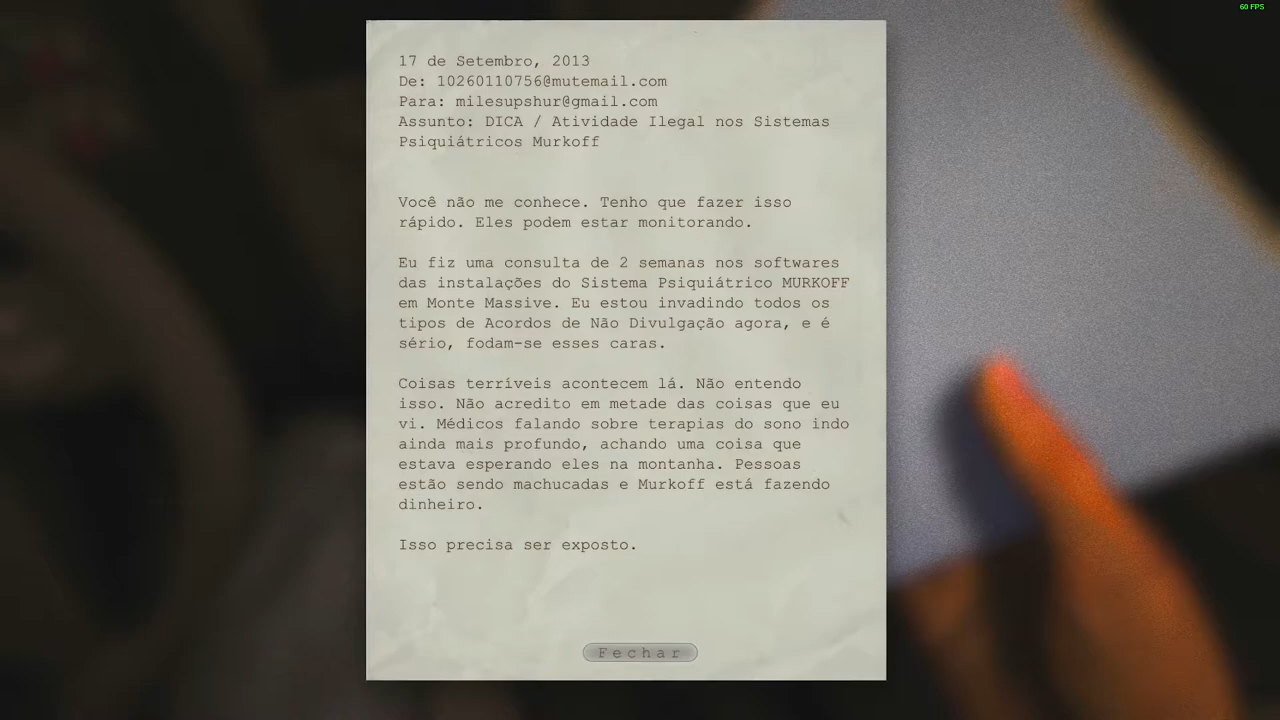 60 FPS
17 de Setembro, 2013
De: 10260110756@mutemail.com
Para: milesupshur@gmail.com
Assunto: DICA / Atividade Ilegal nos Sistemas
Psiquiátricos Murkoff
Você não me conhece. Tenho que fazer isso
rápido. Eles podem estar monitorando.
Eu fiz uma consulta de 2 semanas nos softwares
das instalações do Sistema Psiquiátrico MURKOFF
em Monte Massive. Eu estou invadindo todos os
tipos de Acordos de Não Divulgação agora, e é
sério, fodam-se esses caras.
Coisas terríveis acontecem lá. Não entendo
isso. Não acredito em metade das coisas que eu
vi. Médicos falando sobre terapias do sono indo
ainda mais profundo, achando uma coisa que
estava esperando eles na montanha. Pessoas
estão sendo machucadas e Murkoff está fazendo
dinheiro.
Isso precisa ser exposto.
Fechar